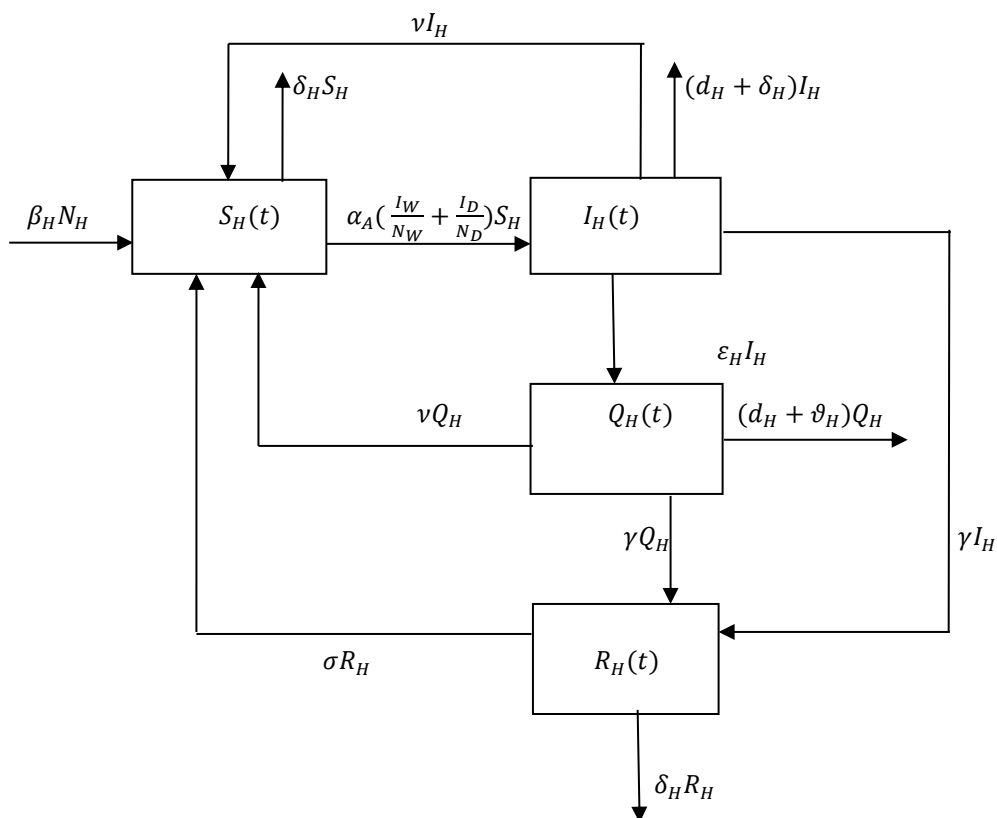 νI_H
δ_H S_H
(d_H + δ_H)I_H
β_H N_H
S_H(t)
α_A(I_W/N_W + I_D/N_D)S_H
I_H(t)
ε_H I_H
νQ_H
Q_H(t)
(d_H + ϑ_H)Q_H
γQ_H
γI_H
σR_H
R_H(t)
δ_H R_H